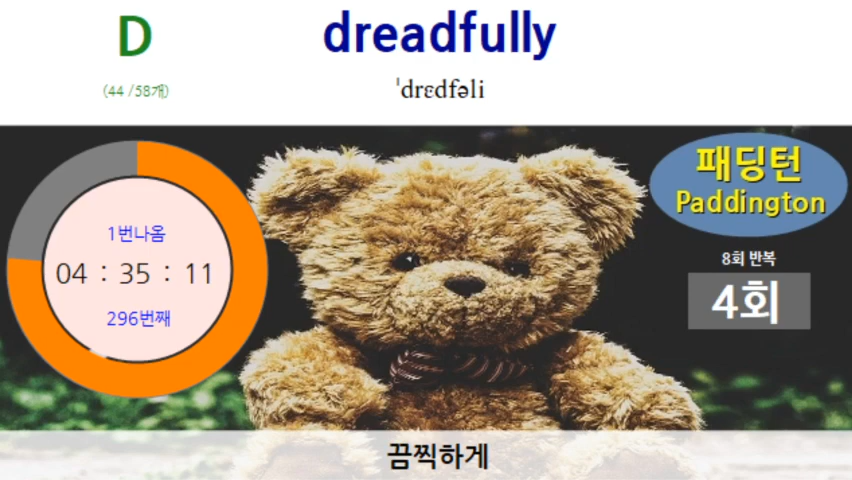 D
dreadfully
(44 /58개)
ˈdrɛdfəli
패딩턴
Paddington
1번나옴
04 : 35 : 11
296번째
8회 반복
4회
끔찍하게